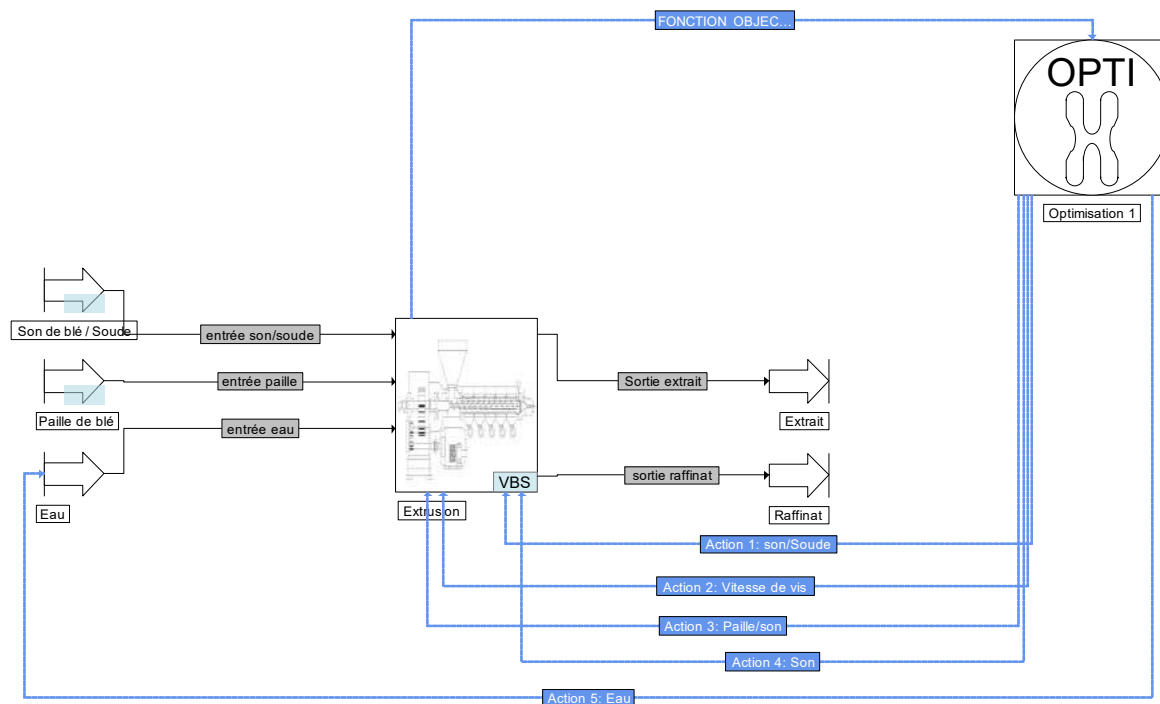 FONCTION OBJEC...
OPTI
Optimisation 1
Son de blé / Soude
entrée son/soude
entrée paille
Sortie extrait
Paille de blé
Extrait
entrée eau
sortie raffinat
VBS
Eau
Extrusion
Raffinat
Action 1: son/Soude
Action 2: Vitesse de vis
Action 3: Paille/son
Action 4: Son
Action 5: Eau